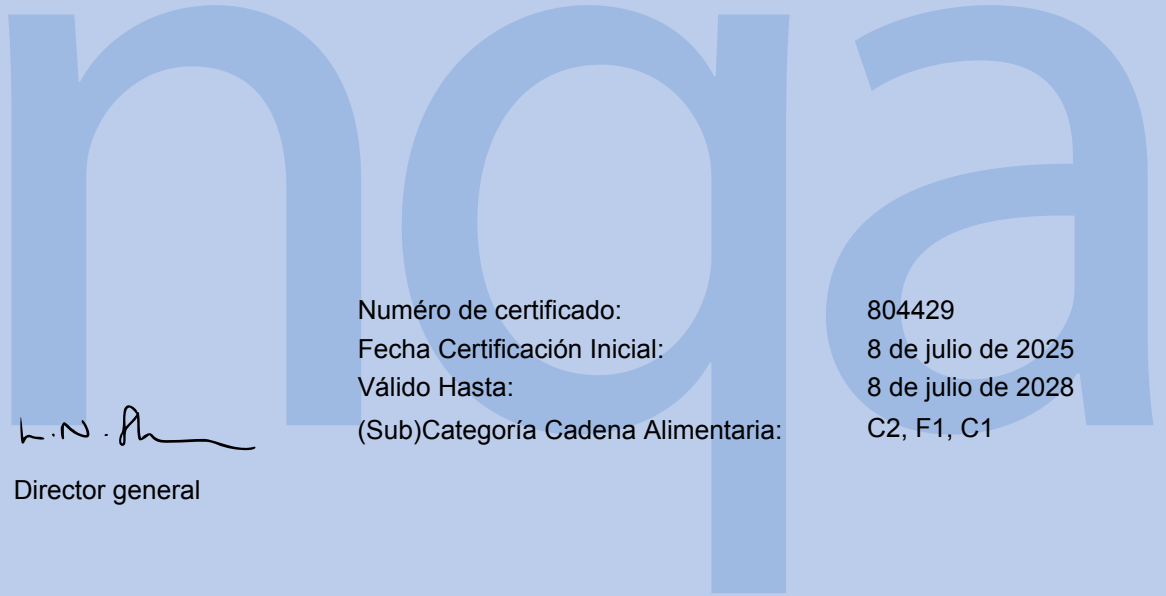 nqa
Numéro de certificado: 804429
Fecha Certificación Inicial: 8 de julio de 2025
Válido Hasta: 8 de julio de 2028
(Sub)Categoría Cadena Alimentaria: C2, F1, C1
Director general